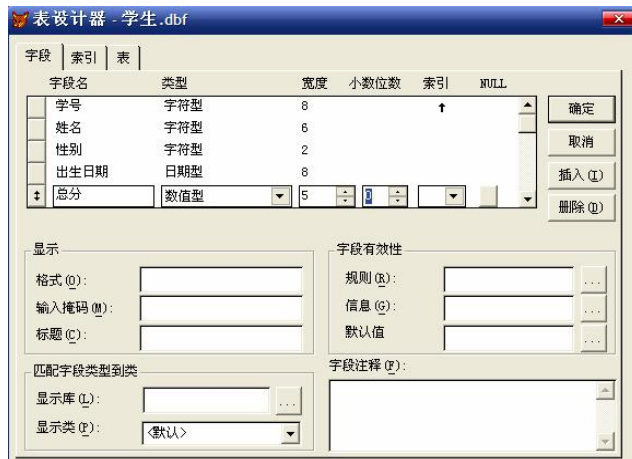 表设计器 - 学生.dbf
字段 索引 表
字段名 类型 宽度 小数位数 索引 NULL
学号 字符型 8 ↑
姓名 字符型 6
性别 字符型 2
出生日期 日期型 8
总分 数值型 5 0
确定
取消
插入(I)
删除(D)
显示
格式(O):
输入掩码(M):
标题(C):
字段有效性
规则(R): ...
信息(G): ...
默认值 ...
匹配字段类型到类
显示库(L): ...
显示类(P): <默认>
字段注释(F):